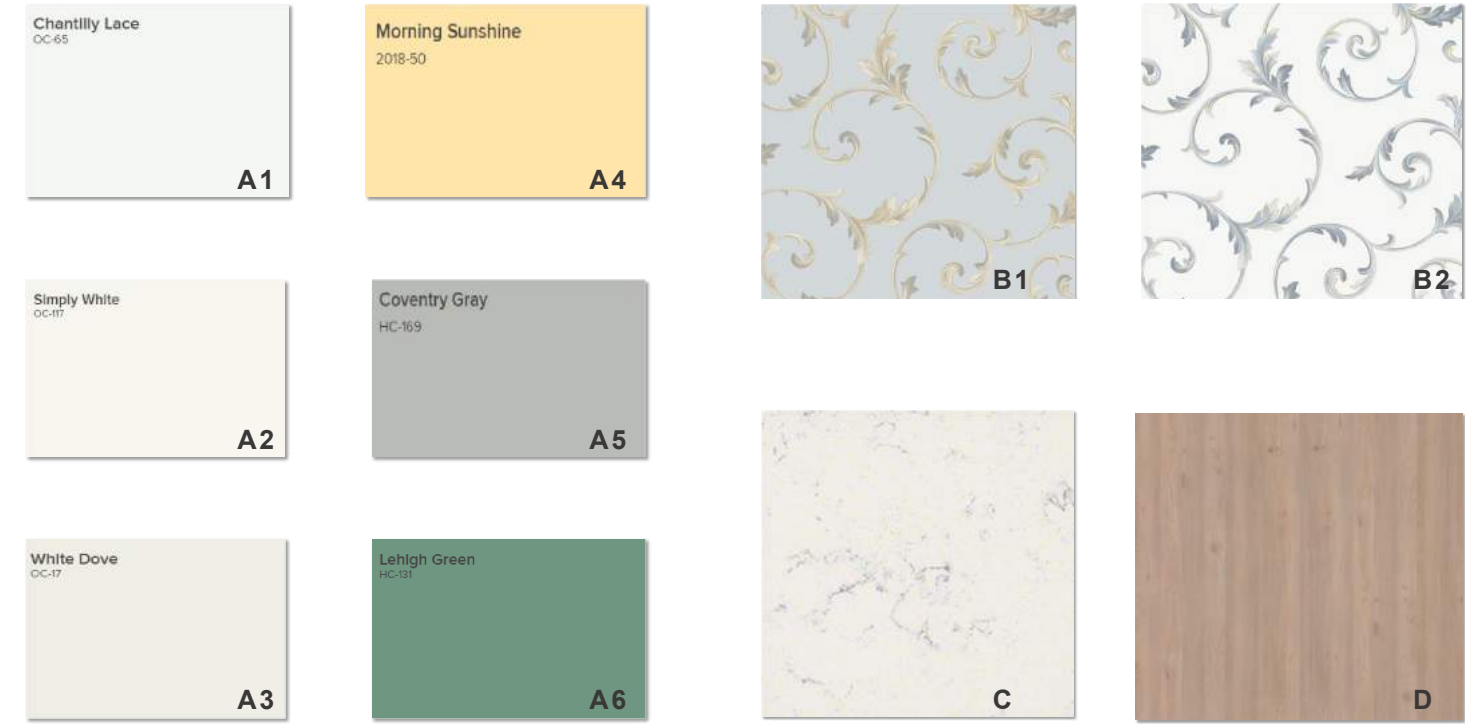 Chantilly Lace
OC-65
A1
Morning Sunshine
2018-50
A4
B1
B2
Simply White
OC-117
A2
Coventry Gray
HC-169
A5
White Dove
OC-17
A3
Lehigh Green
HC-131
A6
C
D